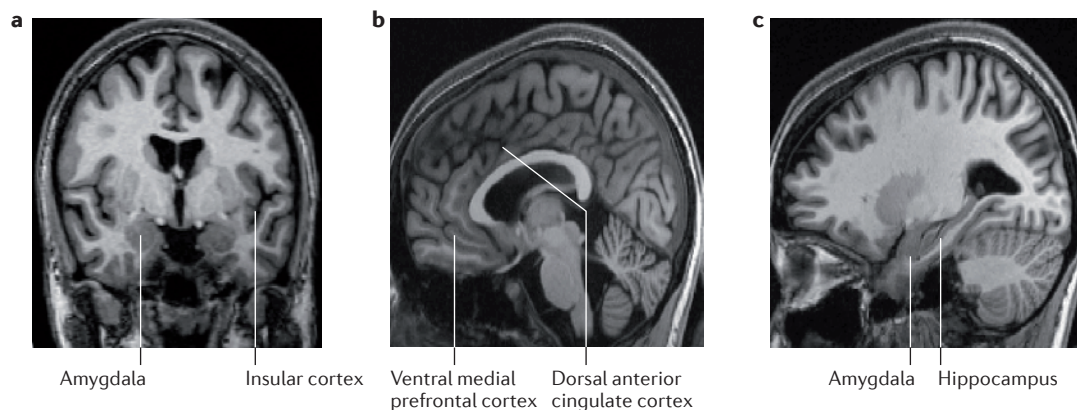 a
b
c
Amygdala
Insular cortex
Ventral medial
prefrontal cortex
Dorsal anterior
cingulate cortex
Amygdala
Hippocampus